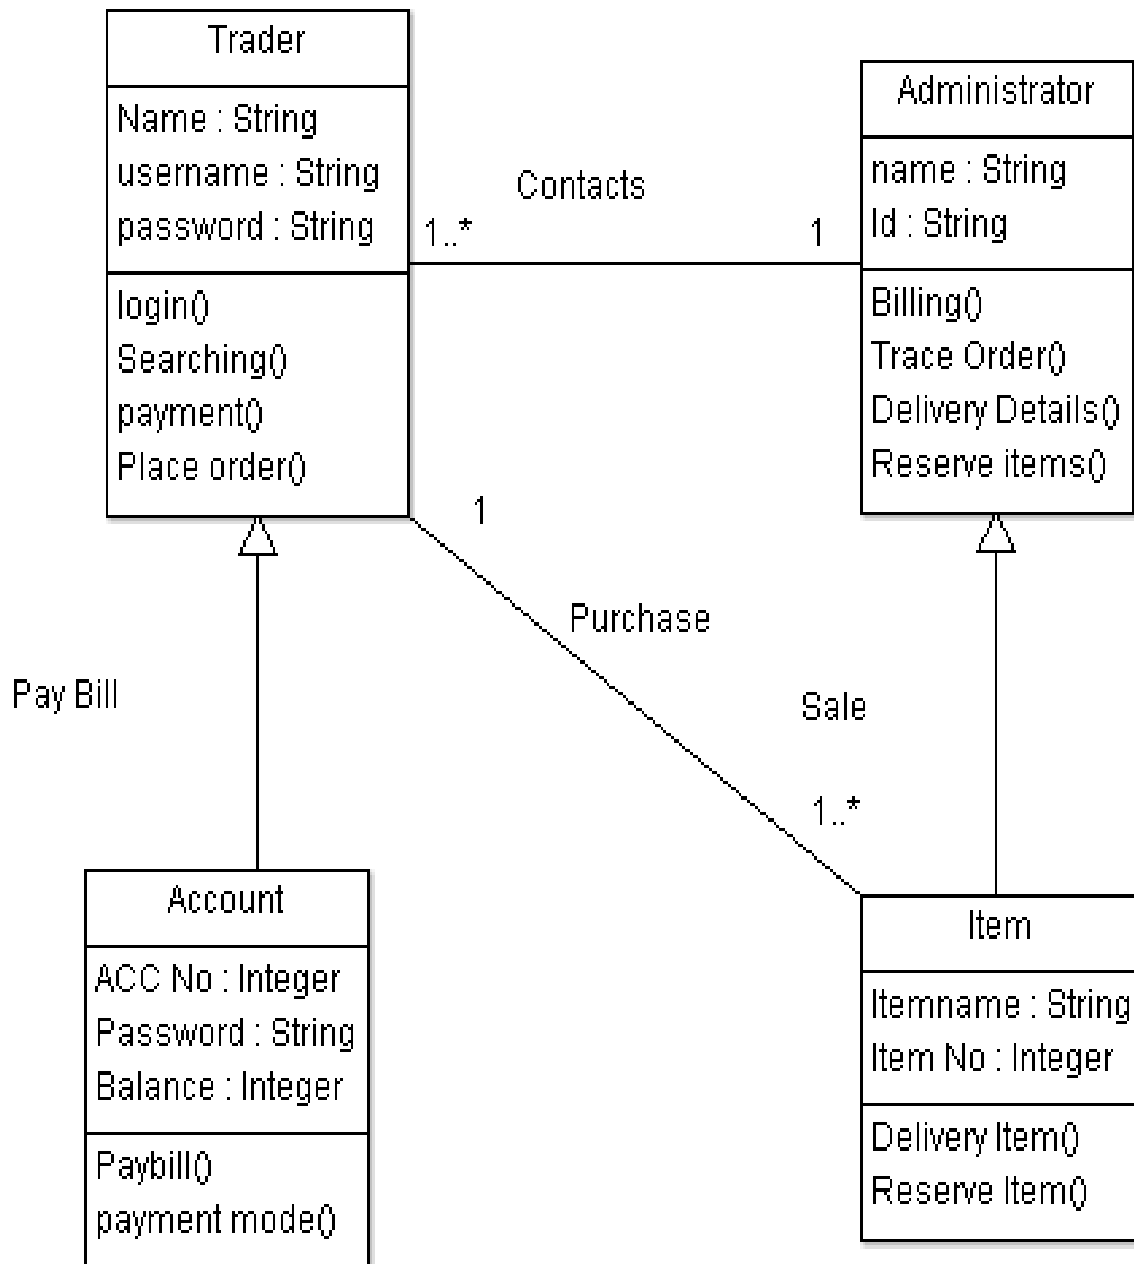 Trader
Name : String
username : String
password : String
login()
Searching()
payment()
Place order()
Contacts
1..*
1
Administrator
name : String
Id : String
Billing()
Trace Order()
Delivery Details()
Reserve items()
1
Purchase
1..*
Pay Bill
Sale
Account
ACC No : Integer
Password : String
Balance : Integer
Paybill()
payment mode()
Item
Itemname : String
Item No : Integer
Delivery Item()
Reserve Item()